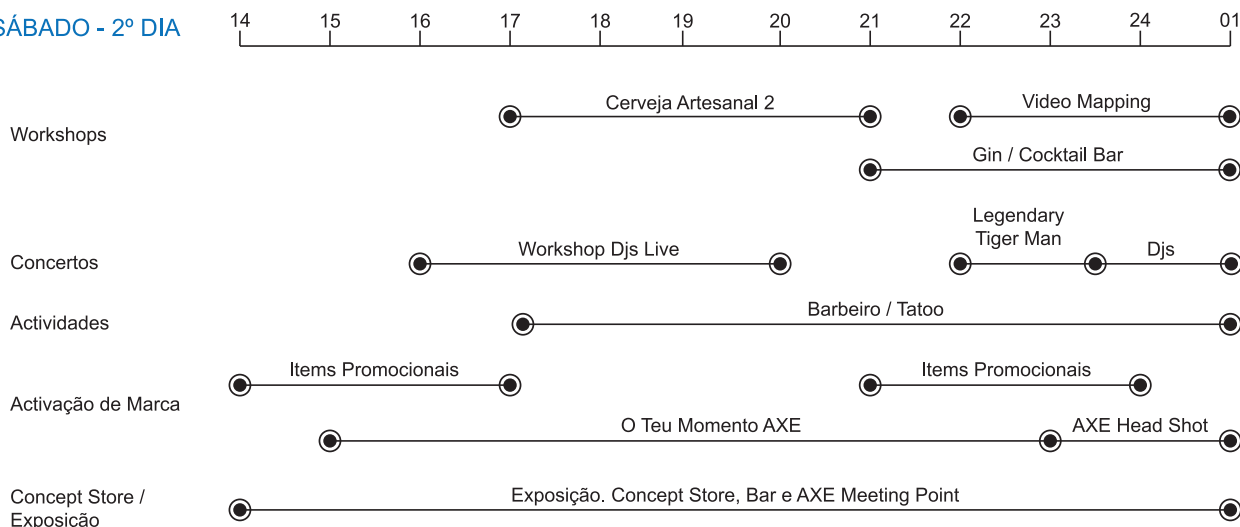 SÁBADO - 2º DIA
14 15 16 17 18 19 20 21 22 23 24 01
Workshops
Cerveja Artesanal 2
Video Mapping
Gin / Cocktail Bar
Concertos
Workshop Djs Live
Legendary
Tiger Man
Djs
Actividades
Barbeiro / Tatoo
Activação de Marca
Items Promocionais
Items Promocionais
O Teu Momento AXE
AXE Head Shot
Concept Store /
Exposição
Exposição. Concept Store, Bar e AXE Meeting Point